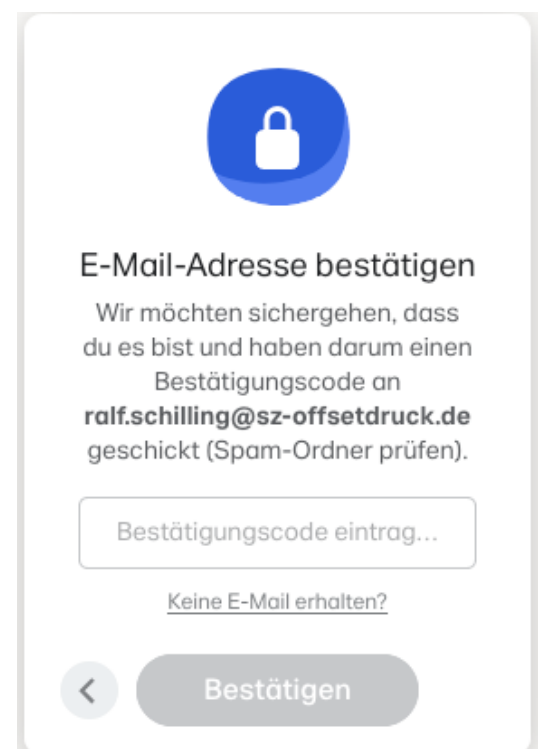 E-Mail-Adresse bestätigen
Wir möchten sichergehen, dass
du es bist und haben darum einen
Bestätigungscode an
ralf.schilling@sz-offsetdruck.de
geschickt (Spam-Ordner prüfen).
Bestätigungscode eintrag...
Keine E-Mail erhalten?
Bestätigen